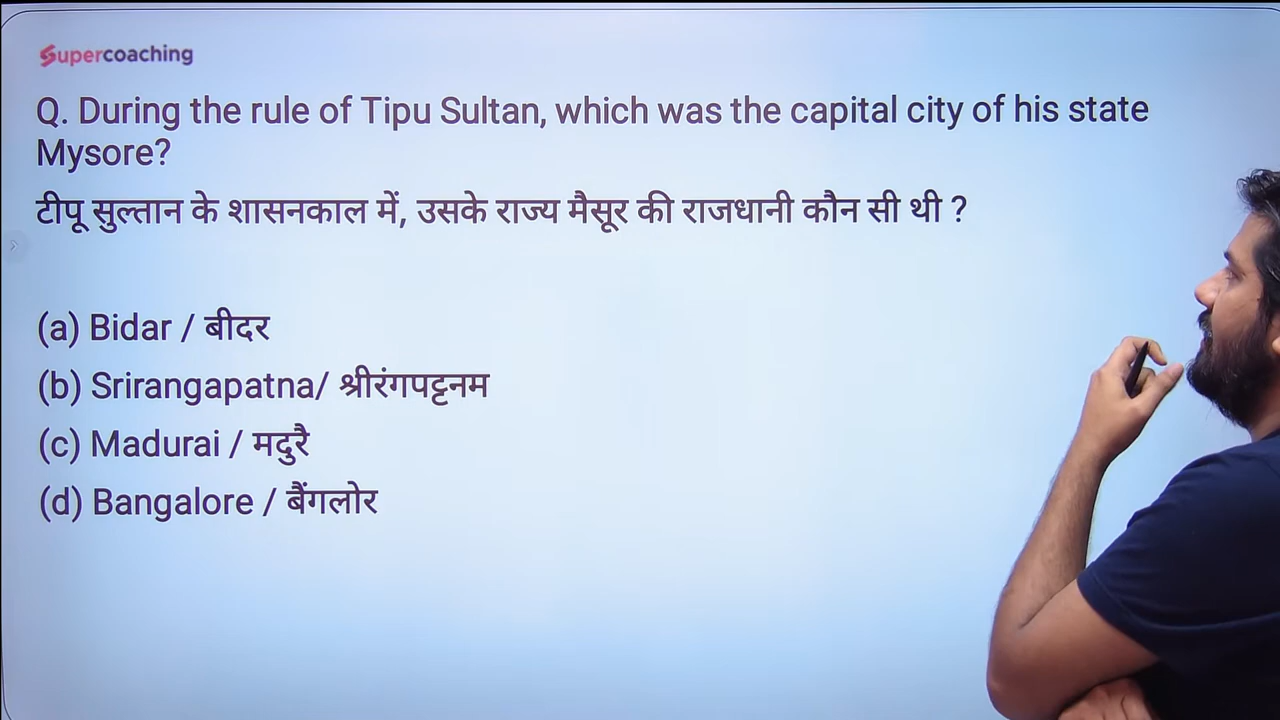 Supercoaching
Q. During the rule of Tipu Sultan, which was the capital city of his state
Mysore?
टीपू सुल्तान के शासनकाल में, उसके राज्य मैसूर की राजधानी कौन सी थी ?
(a) Bidar / बीदर
(b) Srirangapatna/ श्रीरंगपट्टनम
(c) Madurai / मदुरै
(d) Bangalore / बैंगलोर